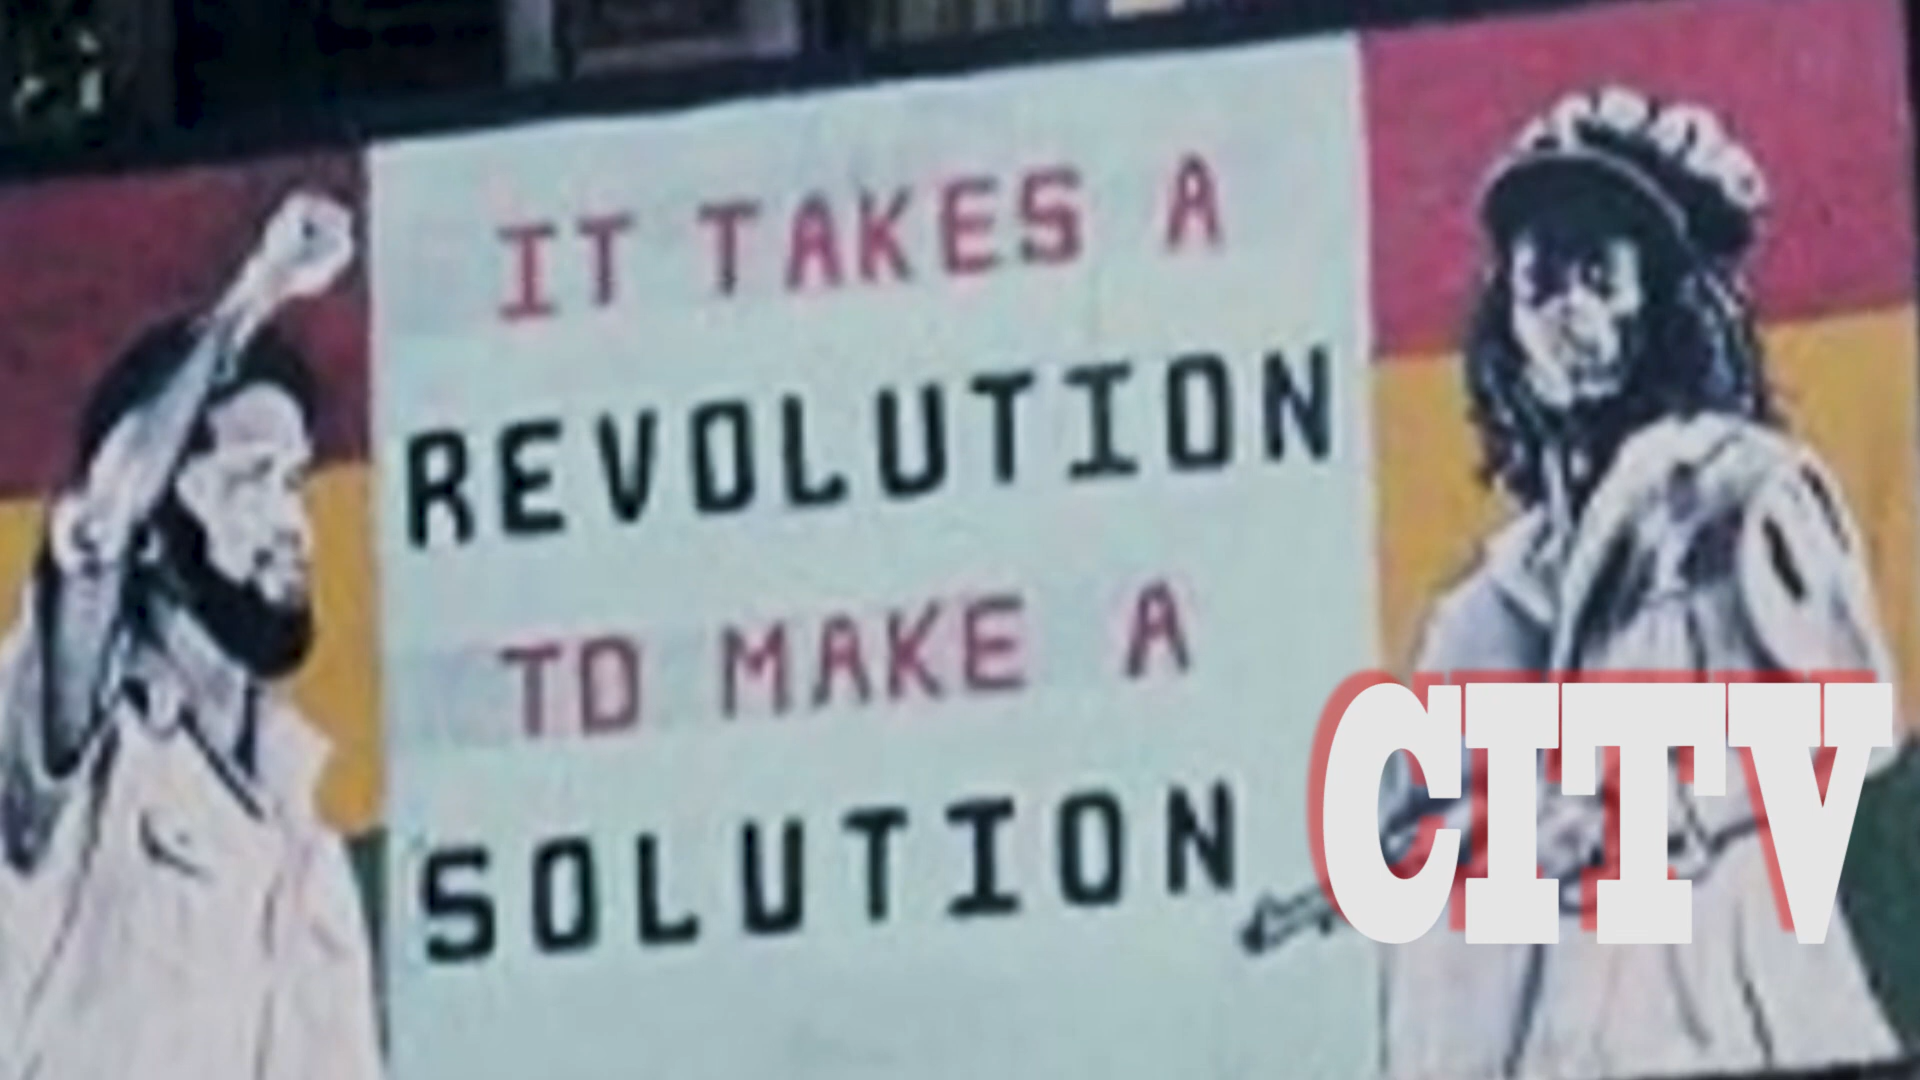 IT TAKES A
REVOLUTION
TO MAKE A
SOLUTION
CITV